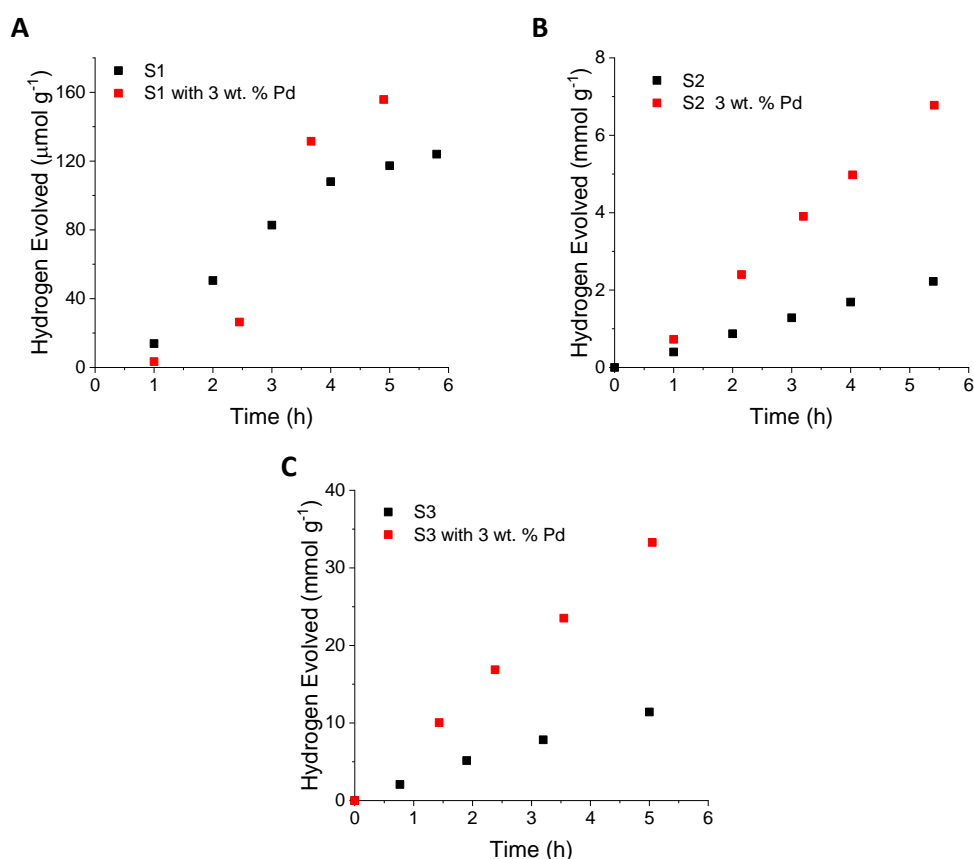 A
S1
S1 with 3 wt. % Pd
Hydrogen Evolved (μmol g⁻¹)
160
120
80
40
0
0 1 2 3 4 5 6
Time (h)
B
S2
S2 3 wt. % Pd
Hydrogen Evolved (mmol g⁻¹)
8
6
4
2
0
0 1 2 3 4 5 6
Time (h)
C
S3
S3 with 3 wt. % Pd
Hydrogen Evolved (mmol g⁻¹)
40
30
20
10
0
0 1 2 3 4 5 6
Time (h)